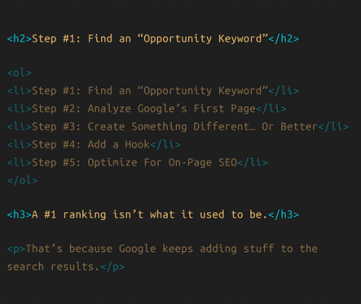 <h2>Step #1: Find an “Opportunity Keyword”</h2>
<ol>
<li>Step #1: Find an “Opportunity Keyword”</li>
<li>Step #2: Analyze Google’s First Page</li>
<li>Step #3: Create Something Different… Or Better</li>
<li>Step #4: Add a Hook</li>
<li>Step #5: Optimize For On-Page SEO</li>
</ol>
<h3>A #1 ranking isn’t what it used to be.</h3>
<p>That’s because Google keeps adding stuff to the
search results.</p>